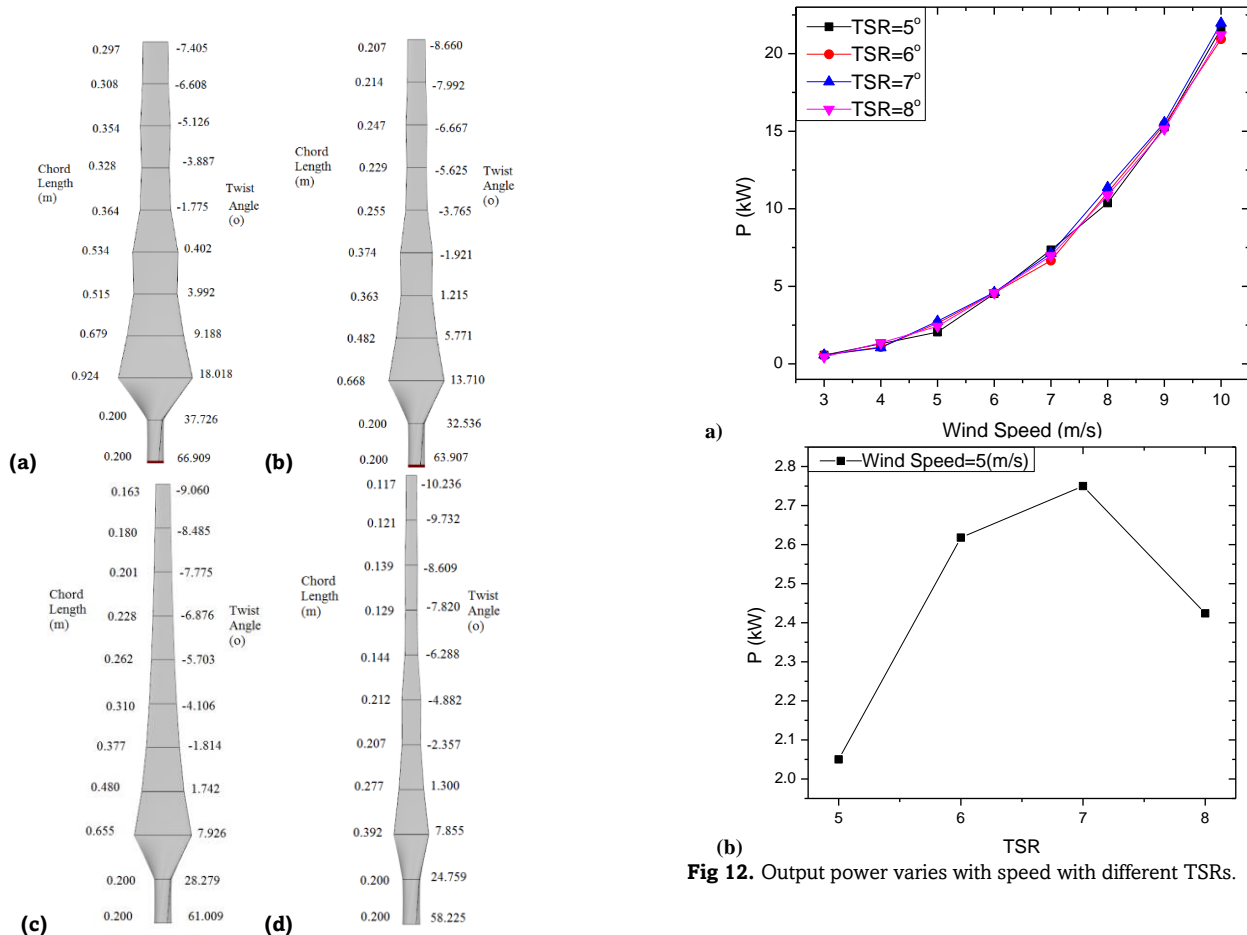 0.297 -7.405
0.308 -6.608
0.354 -5.126
0.328 -3.887
Chord
Length
(m)
Twist
Angle
(o)
0.364 -1.775
0.534 0.402
0.515 3.992
0.679 9.188
0.924 18.018
0.200 37.726
0.200 66.909
(a)
0.207 -8.660
0.214 -7.992
0.247 -6.667
Chord
Length
(m)
0.229 -5.625
Twist
Angle
(o)
0.255 -3.765
0.374 -1.921
0.363 1.215
0.482 5.771
0.668 13.710
0.200 32.536
0.200 63.907
(b)
0.163 -9.060
0.180 -8.485
0.201 -7.775
Chord
Length
(m)
0.228 -6.876
Twist
Angle
(o)
0.262 -5.703
0.310 -4.106
0.377 -1.814
0.480 1.742
0.655 7.926
0.200 28.279
0.200 61.009
(c)
0.117 -10.236
0.121 -9.732
0.139 -8.609
Chord
Length
(m)
0.129 -7.820
Twist
Angle
(o)
0.144 -6.288
0.212 -4.882
0.207 -2.357
0.277 1.300
0.392 7.855
0.200 24.759
0.200 58.225
(d)
TSR=5o
TSR=6o
TSR=7o
TSR=8o
P (kW)
20
15
10
5
0
3 4 5 6 7 8 9 10
a)
Wind Speed (m/s)
Wind Speed=5(m/s)
P (kW)
2.8
2.7
2.6
2.5
2.4
2.3
2.2
2.1
2.0
5 6 7 8
(b)
TSR
Fig 12. Output power varies with speed with different TSRs.